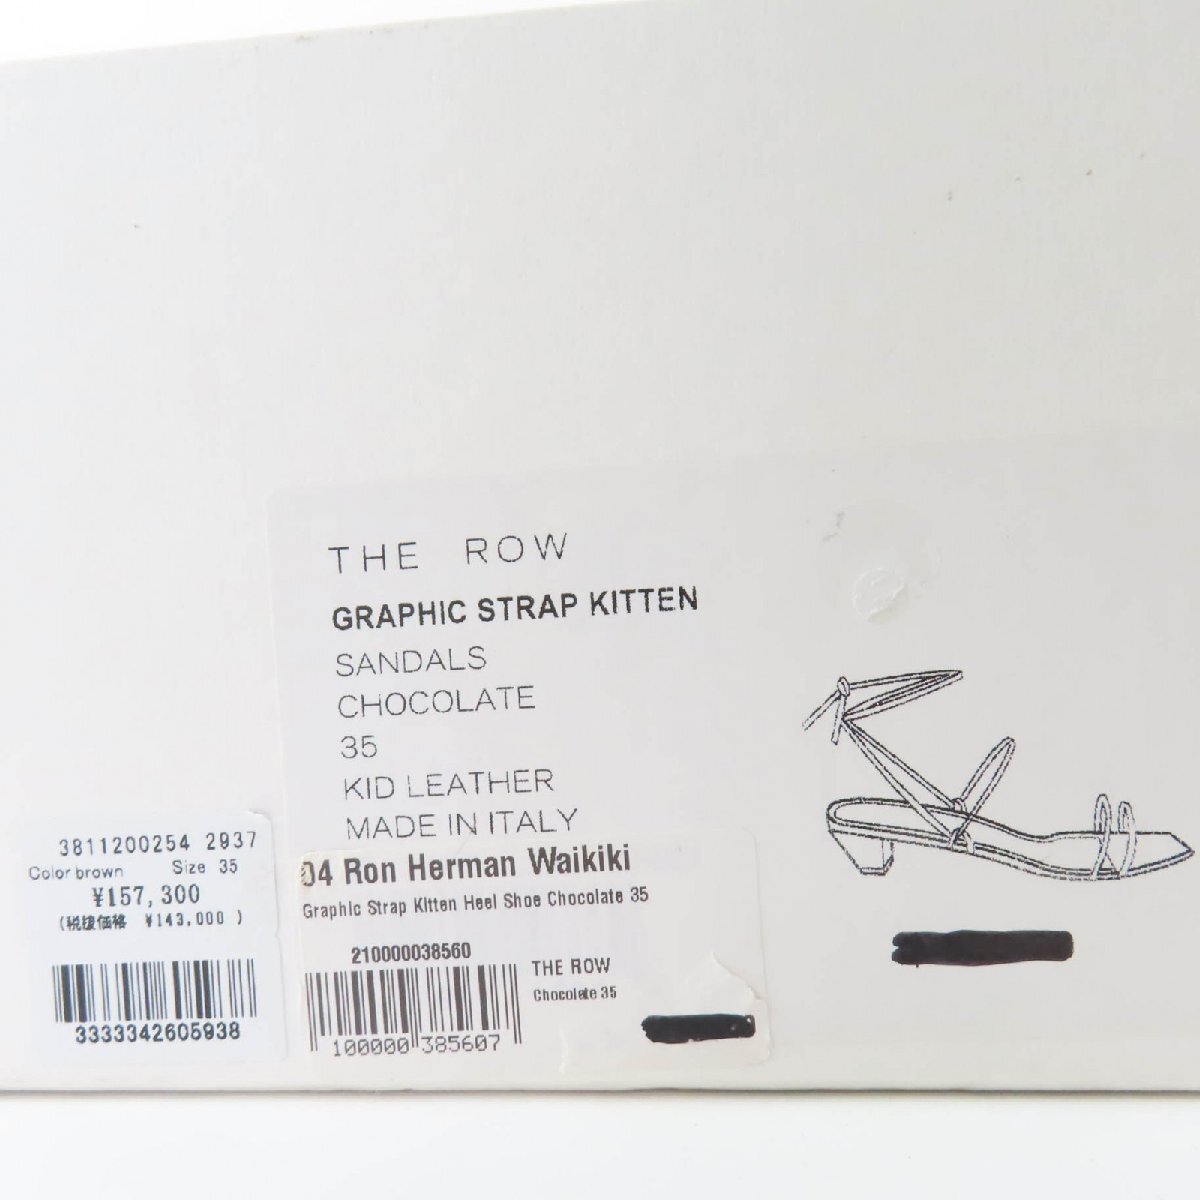 THE ROW
GRAPHIC STRAP KITTEN
SANDALS
CHOCOLATE
35
KID LEATHER
MADE IN ITALY
3811200254 2937
Color brown Size 35
¥157,300
(税抜価格 ¥143,000 )
3333342605938
04 Ron Herman Waikiki
Graphic Strap Kitten Heel Shoe Chocolate 35
210000038560
THE ROW
Chocolate 35
100000 385607